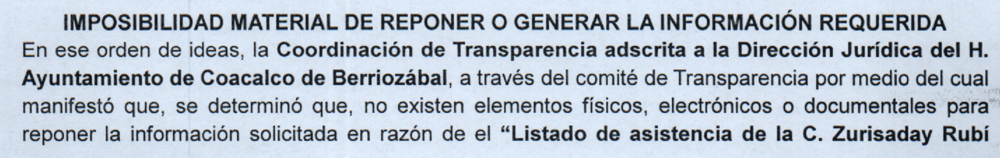 IMPOSIBILIDAD MATERIAL DE REPONER O GENERAR LA INFORMACIÓN REQUERIDA
En ese orden de ideas, la Coordinación de Transparencia adscrita a la Dirección Jurídica del H.
Ayuntamiento de Coacalco de Berriozábal, a través del comité de Transparencia por medio del cual
manifestó que, se determinó que, no existen elementos físicos, electrónicos o documentales para
reponer la información solicitada en razón de el “Listado de asistencia de la C. Zurisaday Rubí